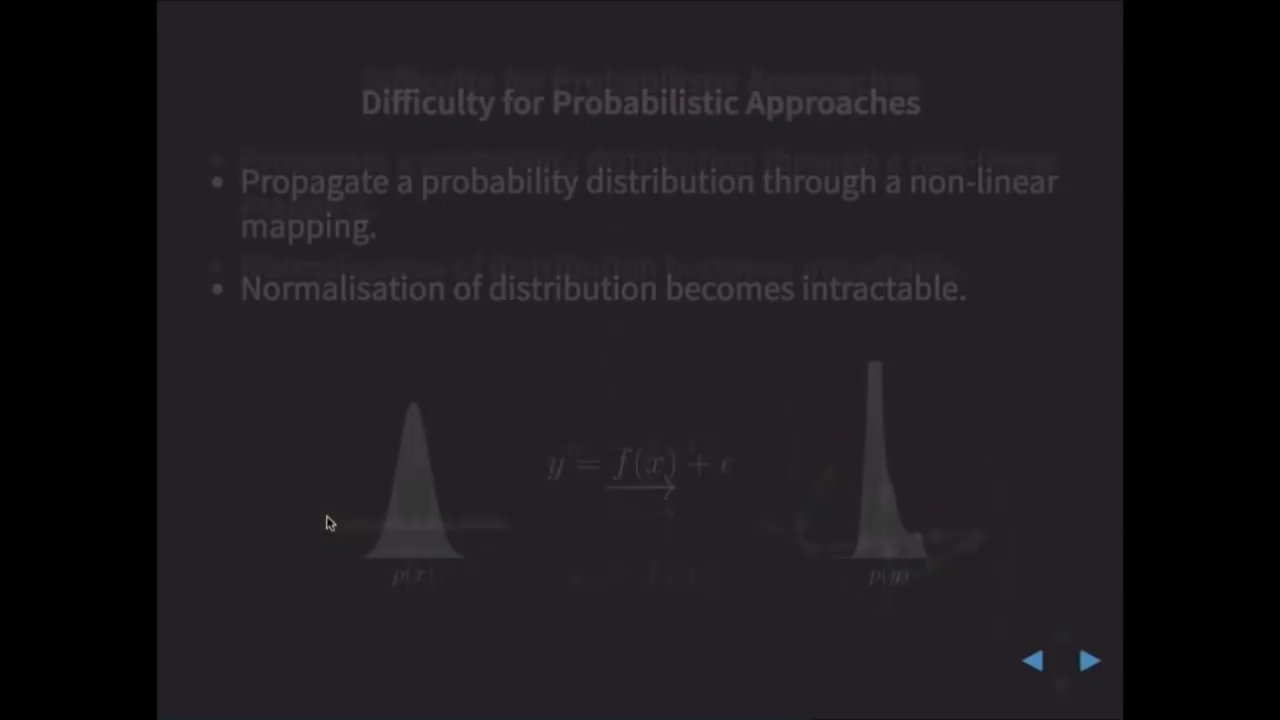 Difficulty for Probabilistic Approaches
• Propagate a probability distribution through a non-linear
mapping.
• Normalisation of distribution becomes intractable.
y = f(x) + ϵ
p(x)
p(y)